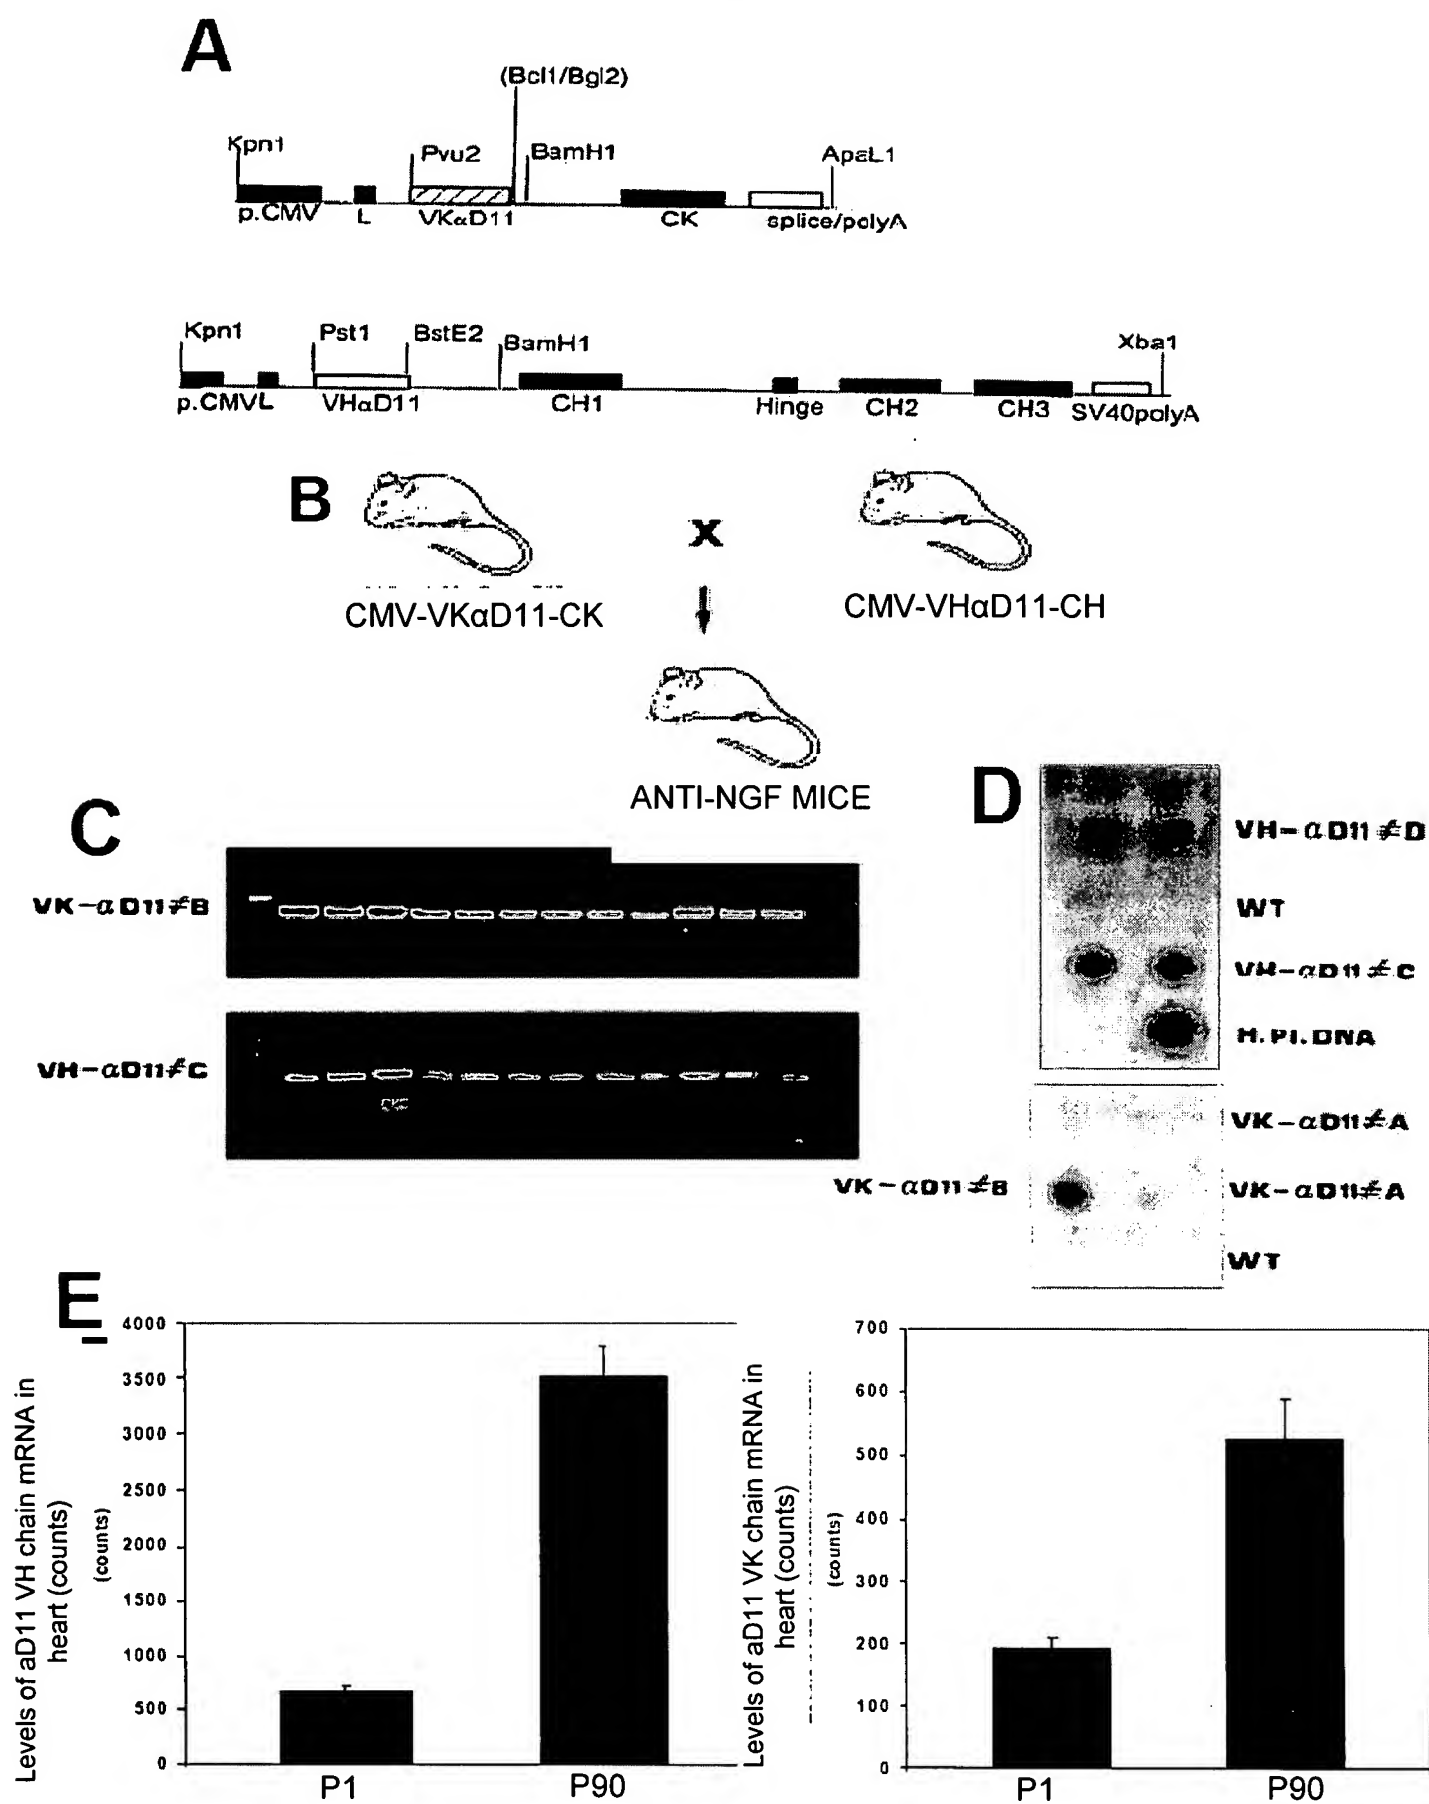 A
(Bcl1/Bgl2)
Kpn1
Pvu2
BamH1
ApaL1
p.CMV
L
VKαD11
CK
splice/polyA
Kpn1
Pst1
BstE2
BamH1
Xba1
p.CMV
L
VHαD11
CH1
Hinge
CH2
CH3
SV40polyA
B
X
CMV-VKαD11-CK
CMV-VHαD11-CH
ANTI-NGF MICE
C
VK-αD11≠B
VH-αD11≠C
D
VH-αD11≠D
WT
VH-αD11≠C
H.Pl.DNA
VK-αD11≠A
VK-αD11≠B
VK-αD11≠A
WT
E
Levels of aD11 VH chain mRNA in
heart (counts)
(counts)
4000
3500
3000
2500
2000
1500
1000
500
0
P1
P90
Levels of aD11 VK chain mRNA in
heart (counts)
(counts)
700
600
500
400
300
200
100
0
P1
P90